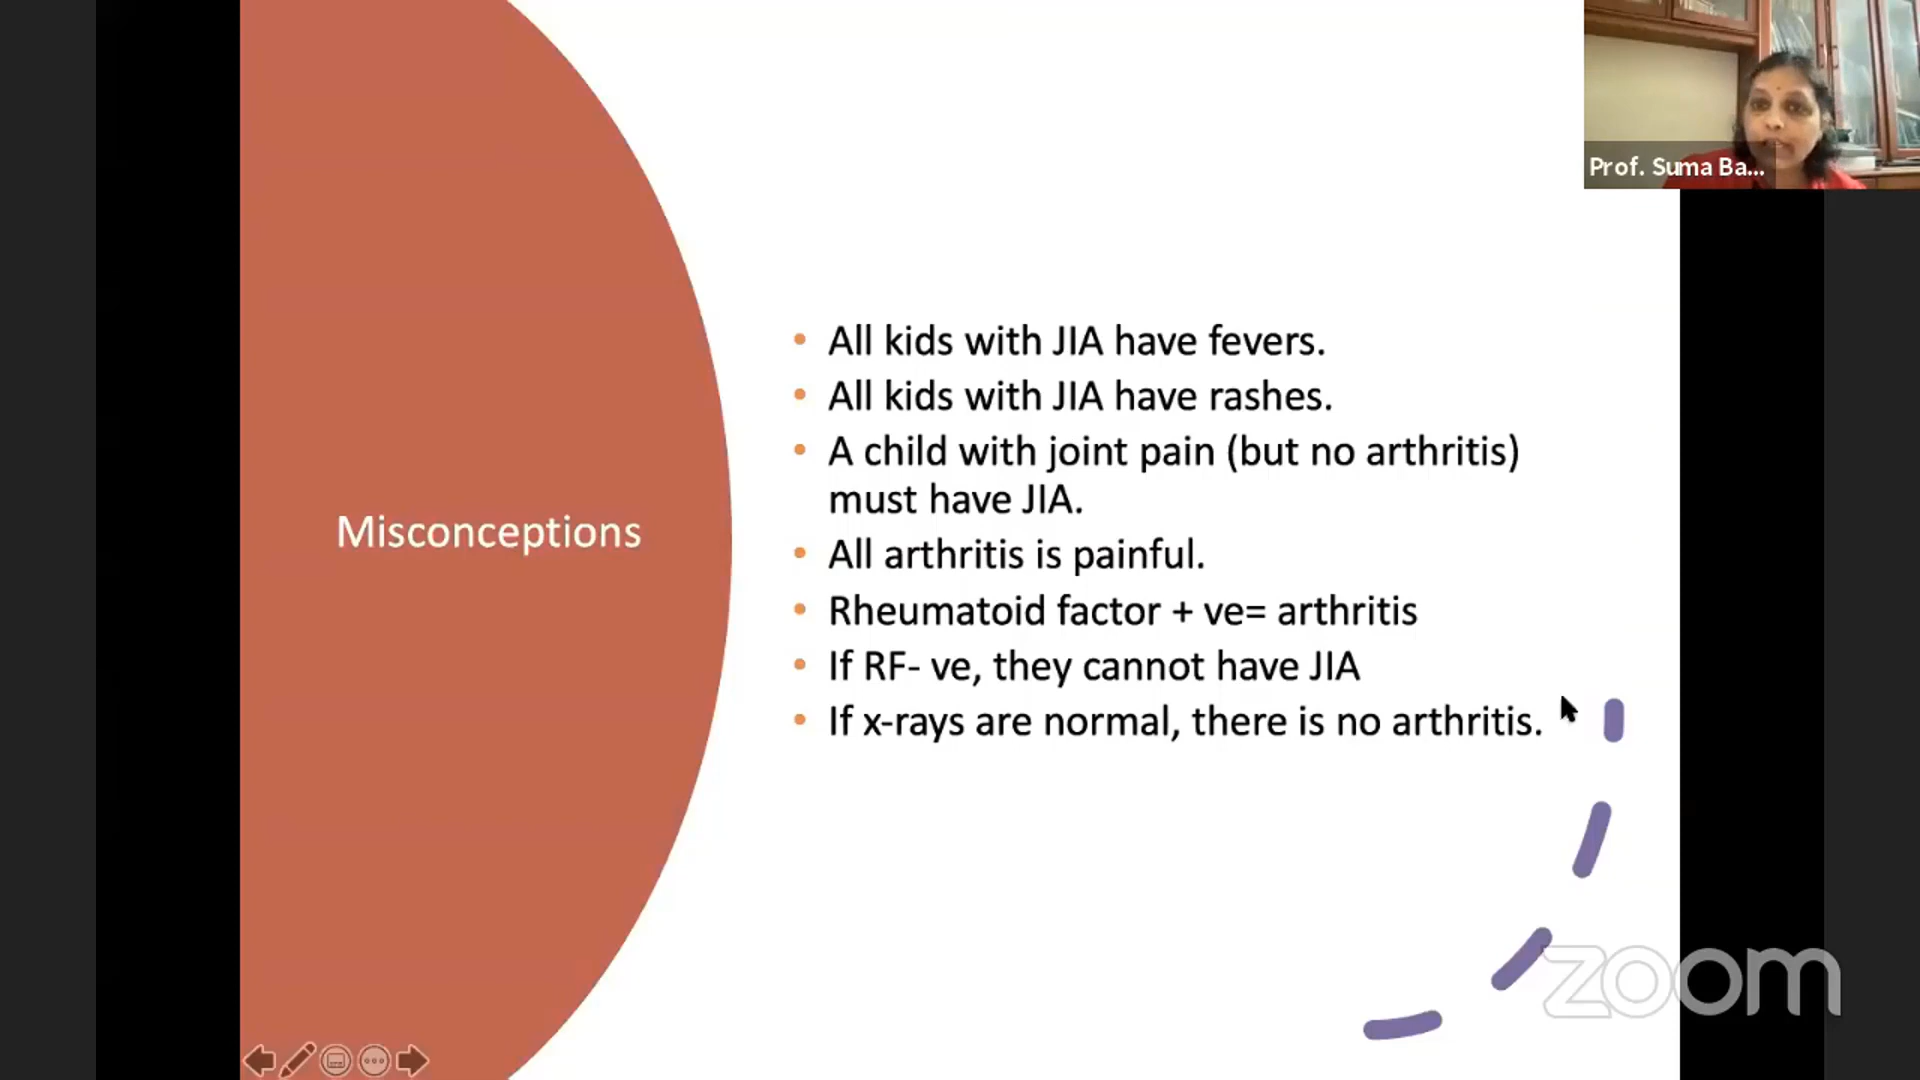 Prof. Suma Ba...
Misconceptions
• All kids with JIA have fevers.
• All kids with JIA have rashes.
• A child with joint pain (but no arthritis)
must have JIA.
• All arthritis is painful.
• Rheumatoid factor + ve= arthritis
• If RF- ve, they cannot have JIA
• If x-rays are normal, there is no arthritis.
zoom